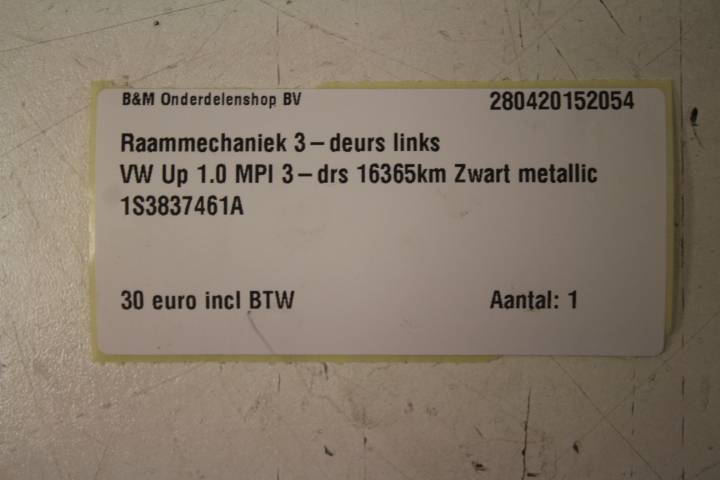 B&M Onderdelenshop BV 280420152054
Raammechaniek 3-deurs links
VW Up 1.0 MPI 3-drs 16365km Zwart metallic
1S3837461A
30 euro incl BTW Aantal: 1